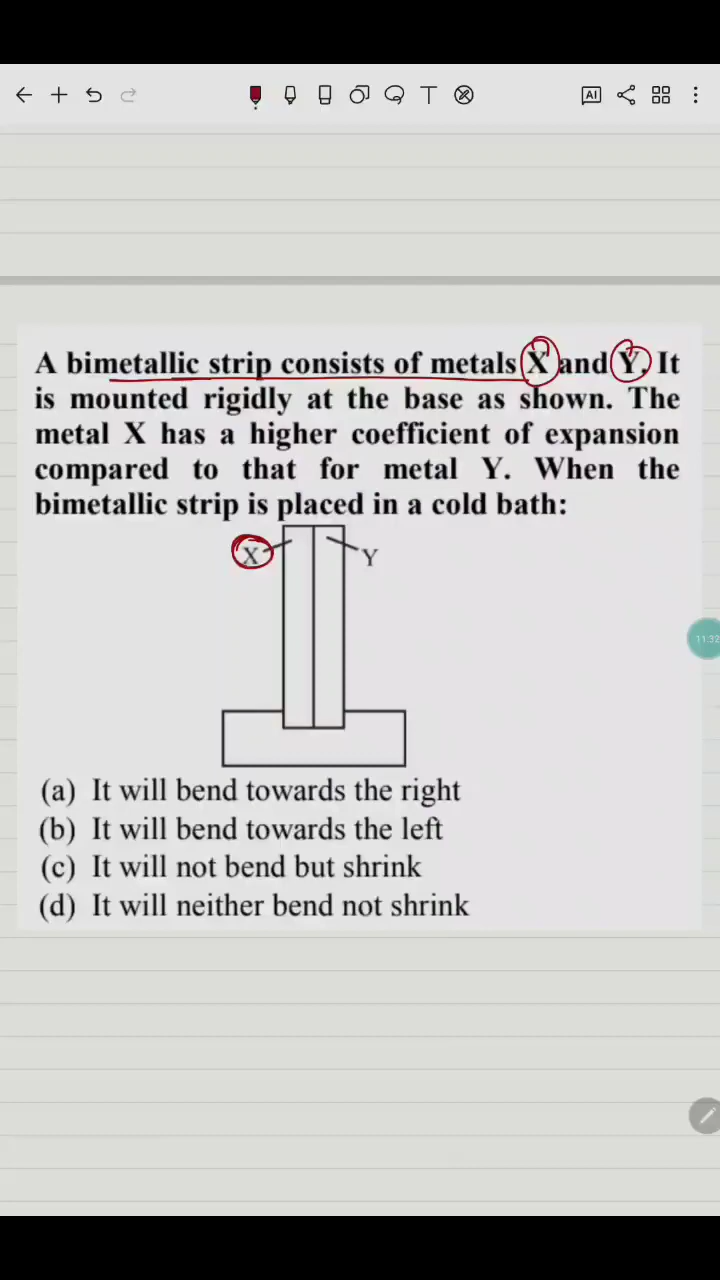 T
AI
A bimetallic strip consists of metals X and Y. It
is mounted rigidly at the base as shown. The
metal X has a higher coefficient of expansion
compared to that for metal Y. When the
bimetallic strip is placed in a cold bath:
X
Y
11:32
(a) It will bend towards the right
(b) It will bend towards the left
(c) It will not bend but shrink
(d) It will neither bend not shrink